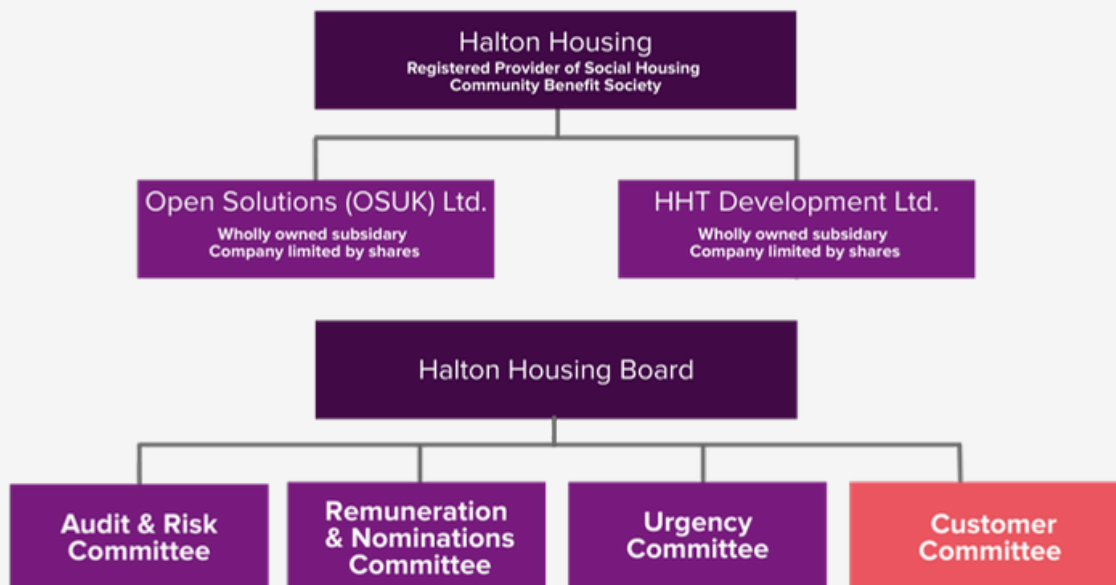 Halton Housing
Registered Provider of Social Housing
Community Benefit Society
Open Solutions (OSUK) Ltd.
Wholly owned subsidary
Company limited by shares
HHT Development Ltd.
Wholly owned subsidary
Company limited by shares
Halton Housing Board
Audit & Risk
Committee
Remuneration
& Nominations
Committee
Urgency
Committee
Customer
Committee